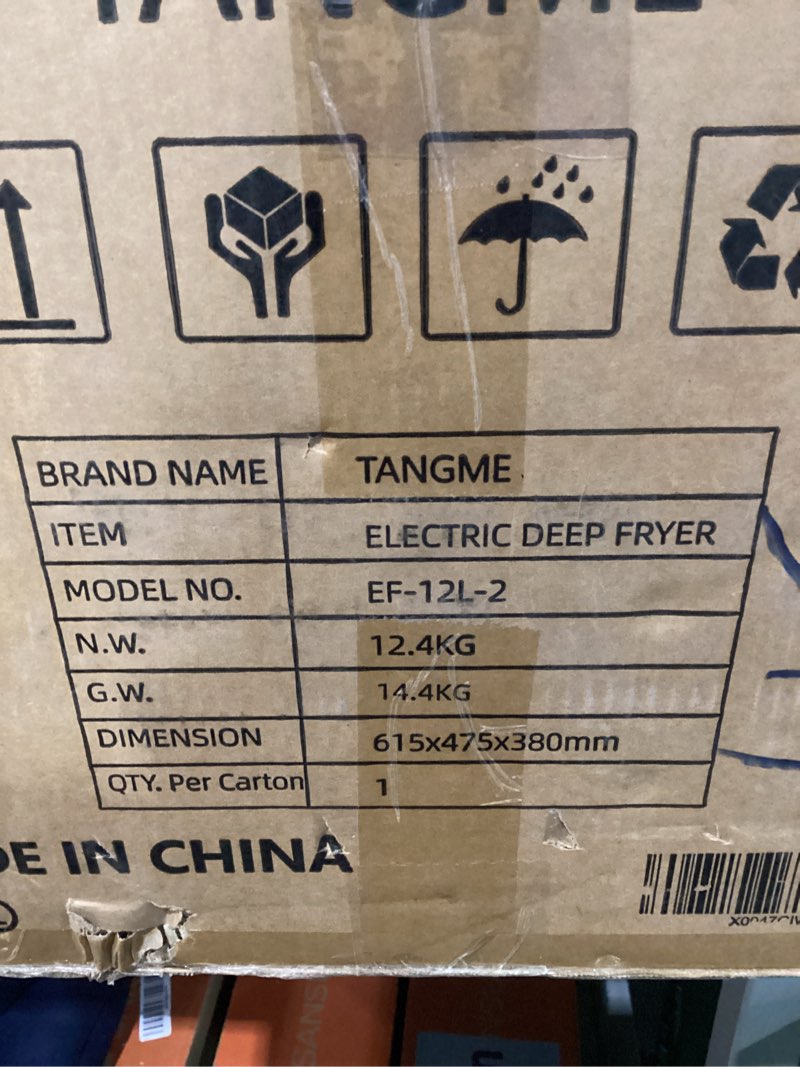 TANGME
BRAND NAME TANGME
ITEM ELECTRIC DEEP FRYER
MODEL NO. EF-12L-2
N.W. 12.4KG
G.W. 14.4KG
DIMENSION 615x475x380mm
QTY. Per Carton 1
DE IN CHINA